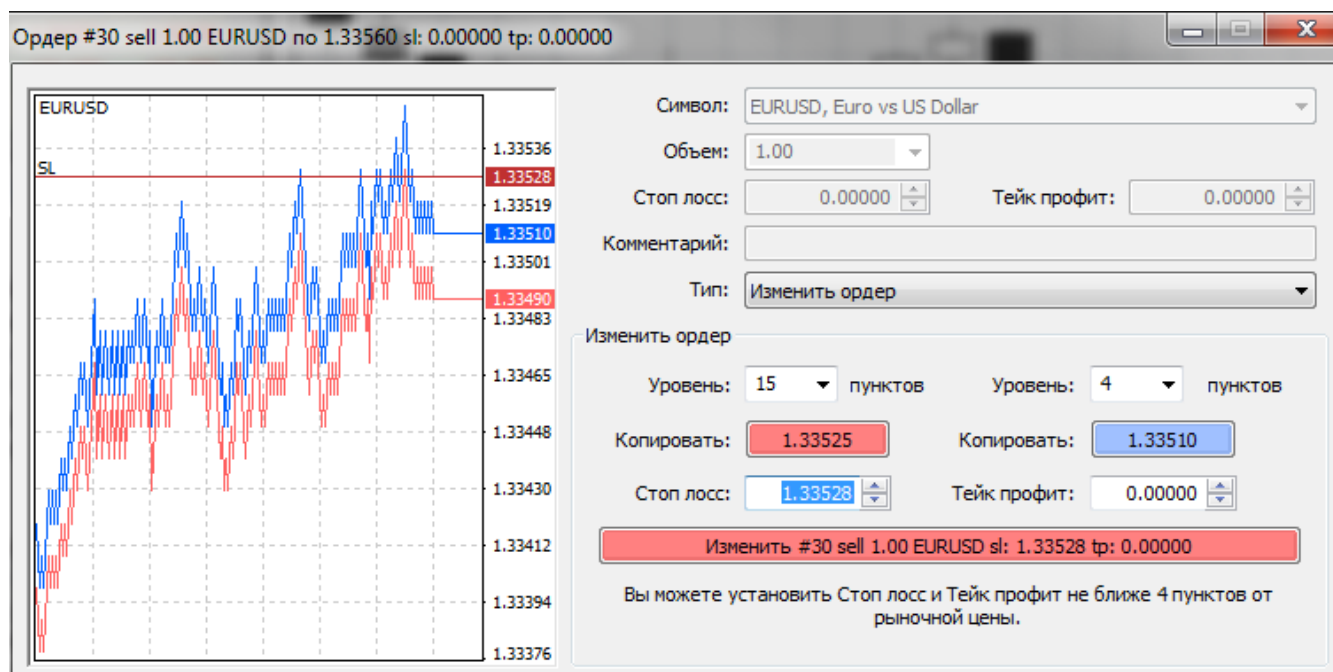 Ордер #30 sell 1.00 EURUSD по 1.33560 sl: 0.00000 tp: 0.00000
EURUSD
SL
1.33536
1.33528
1.33519
1.33510
1.33501
1.33490
1.33483
1.33465
1.33448
1.33430
1.33412
1.33394
1.33376
Символ: EURUSD, Euro vs US Dollar
Объем: 1.00
Стоп лосс: 0.00000 Тейк профит: 0.00000
Комментарий:
Тип: Изменить ордер
Изменить ордер
Уровень: 15 пунктов Уровень: 4 пунктов
Копировать: 1.33525 Копировать: 1.33510
Стоп лосс: 1.33528 Тейк профит: 0.00000
Изменить #30 sell 1.00 EURUSD sl: 1.33528 tp: 0.00000
Вы можете установить Стоп лосс и Тейк профит не ближе 4 пунктов от
рыночной цены.